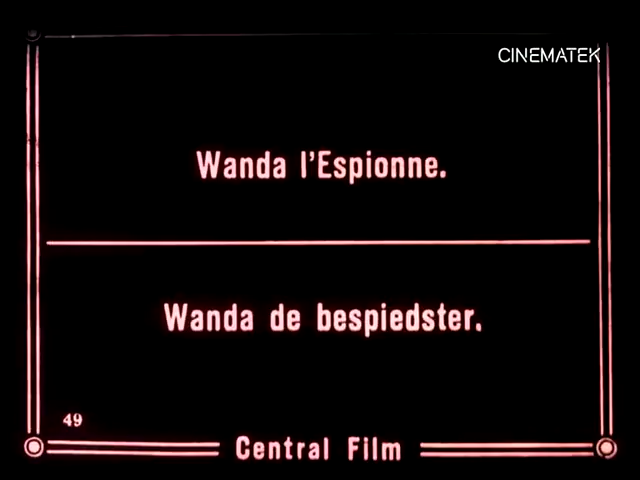 CINEMATEK
Wanda l'Espionne.
Wanda de bespiedster.
49
Central Film